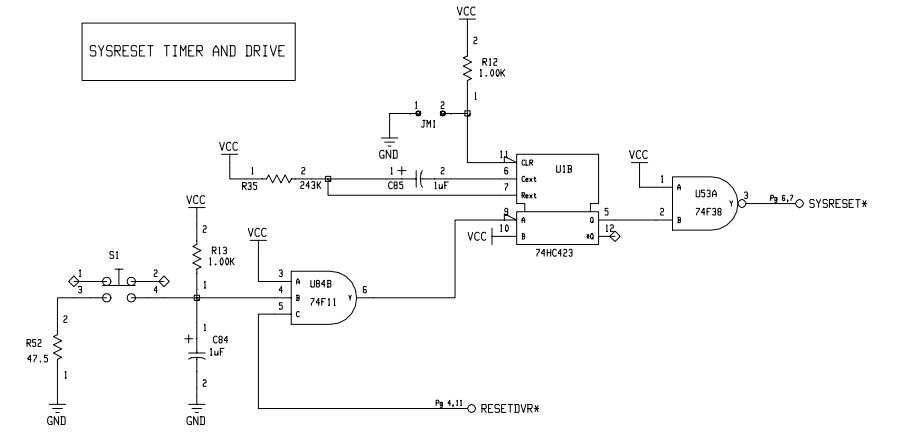 VCC
SYSRESET TIMER AND DRIVE
2
R12
1.00K
1
1 2
JM1
GND
VCC
1 2
R35 243K
1 + 2
C85 1uF
11 CLR
6 Cext
7 Rext
U1B
9 A Q 5
10 B *Q 12
VCC
74HC423
VCC
1 A
2 B
U53A
74F38
Y 3
Pg 6,7
SYSRESET*
VCC
2
R13
1.00K
1
VCC
S1
1 2
3 4
3 A
4 B
5 C
U84B
74F11
Y 6
2
R52
47.5
1
GND
1
+ C84
1uF
2
GND
Pg 4,11
RESETDVR*